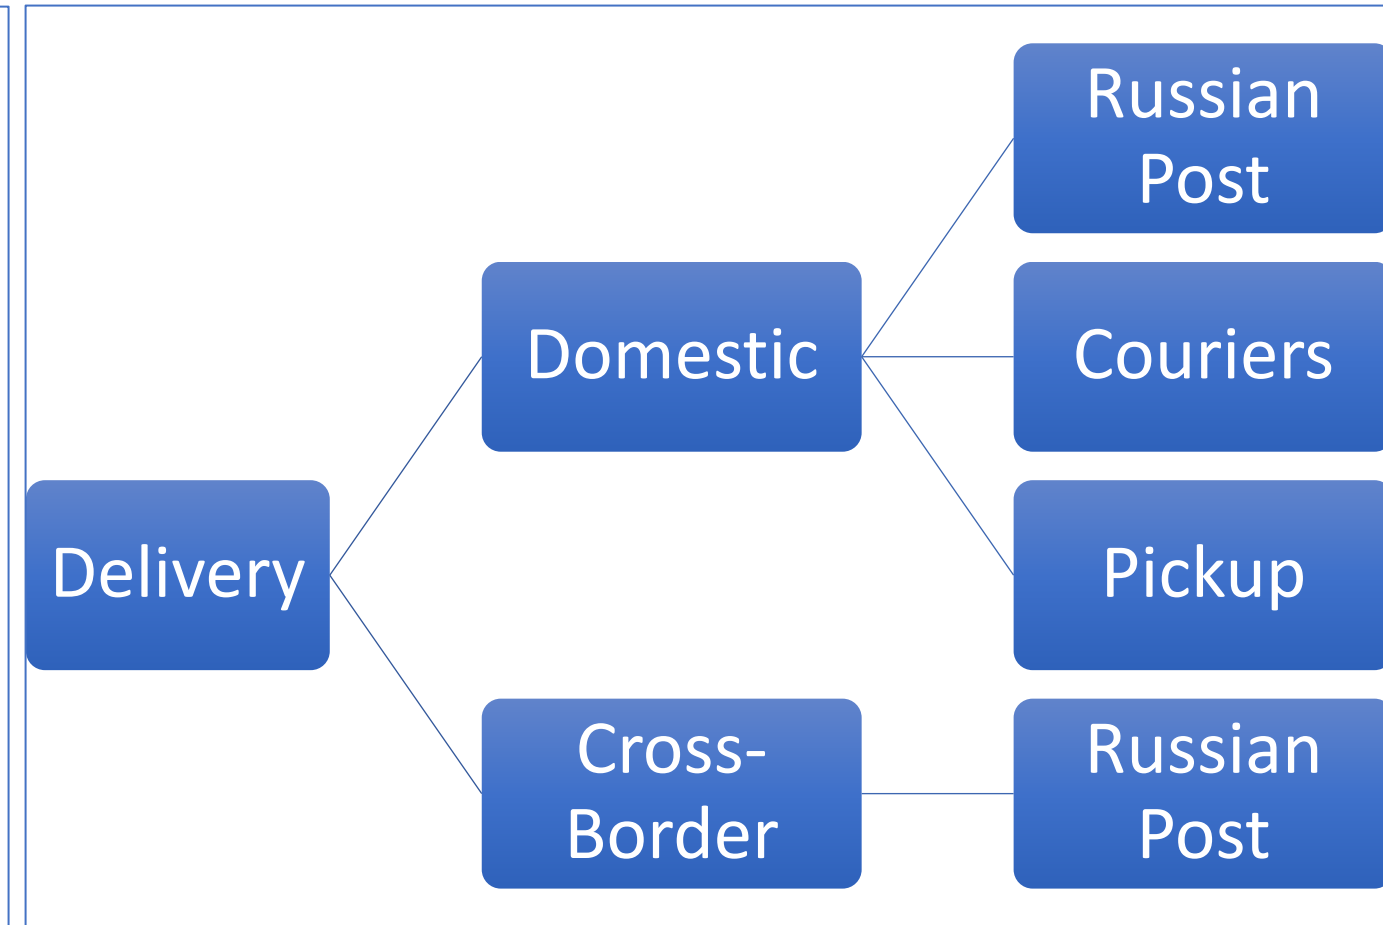 Russian
Post
Domestic
Couriers
Delivery
Pickup
Cross-
Border
Russian
Post